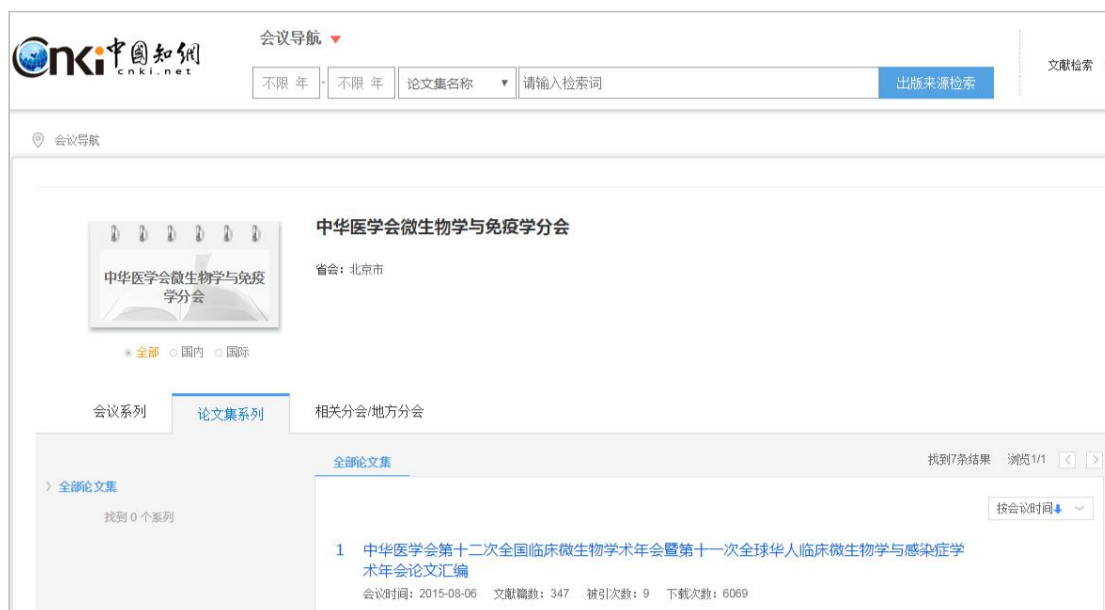 cnki中国知网
cnki.net
会议导航
不限 年 - 不限 年 论文集名称 请输入检索词 出版来源检索
文献检索
会议导航
中华医学会微生物学与免疫学分会
省会：北京市
中华医学会微生物学与免疫
学分会
全部 国内 国际
会议系列 论文集系列 相关分会/地方分会
全部论文集 找到7条结果 浏览1/1
全部论文集
找到 0 个系列
按会议时间
1 中华医学会第十二次全国临床微生物学术年会暨第十一次全球华人临床微生物学与感染症学
术年会论文汇编
会议时间：2015-08-06 文献篇数：347 被引次数：9 下载次数：6069